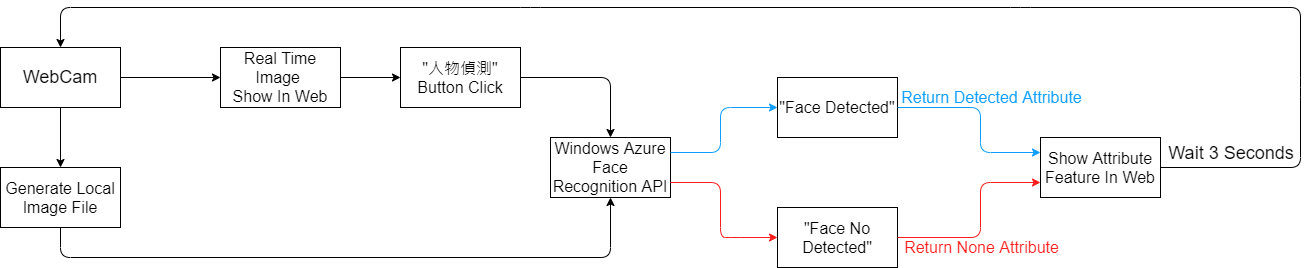 WebCam
Real Time
Image
Show In Web
"人物偵測"
Button Click
Generate Local
Image File
Windows Azure
Face
Recognition API
"Face Detected"
Return Detected Attribute
"Face No
Detected"
Return None Attribute
Show Attribute
Feature In Web
Wait 3 Seconds